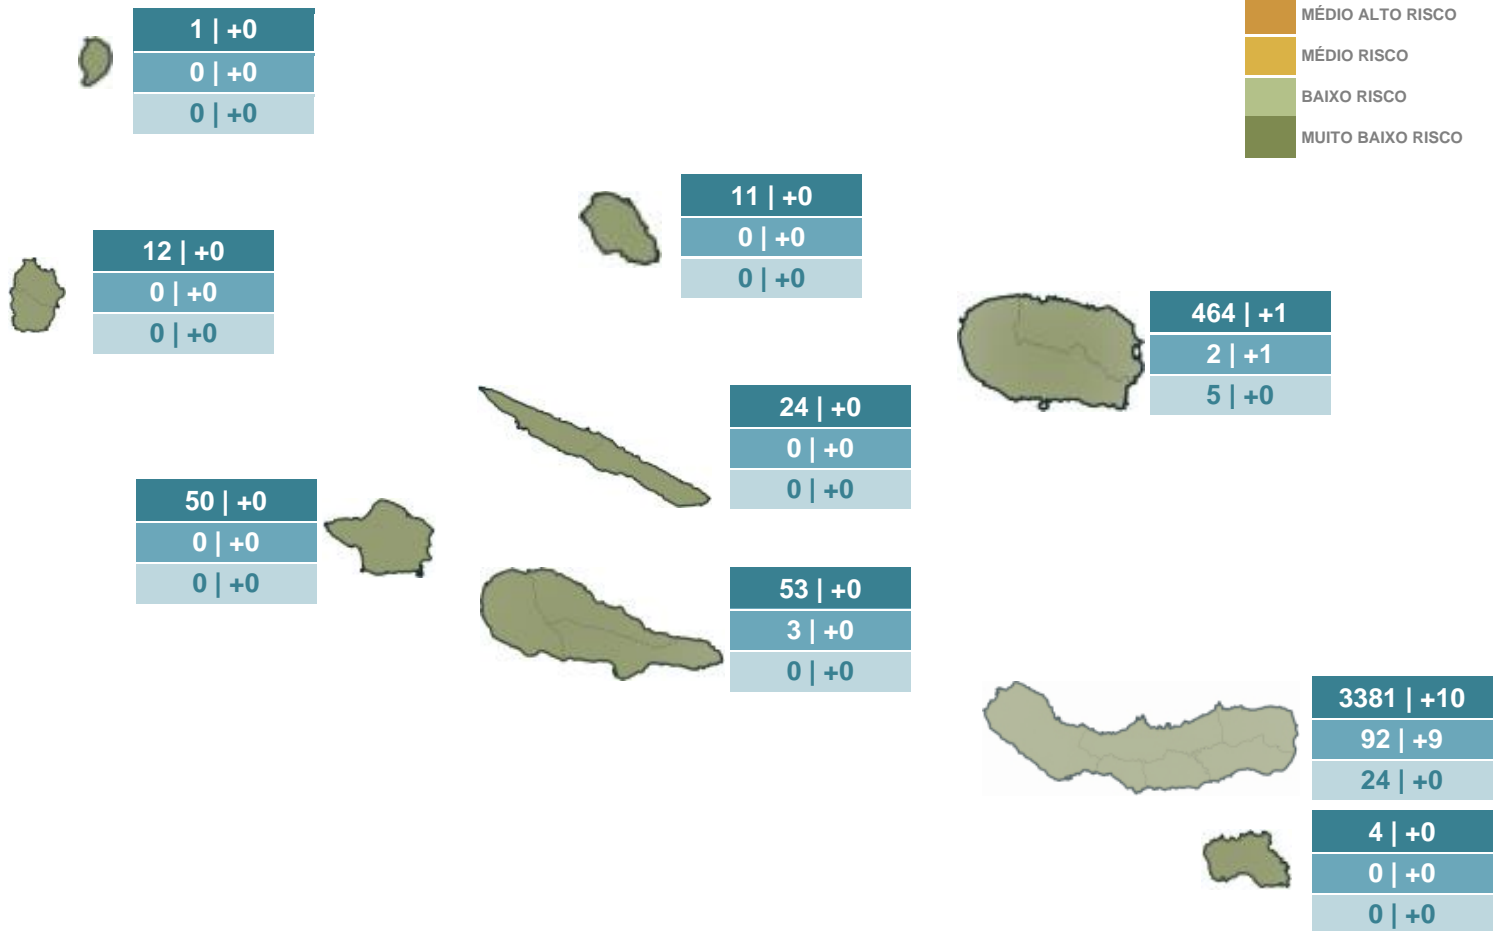 MÉDIO ALTO RISCO
MÉDIO RISCO
BAIXO RISCO
MUITO BAIXO RISCO
1 | +0
0 | +0
0 | +0
11 | +0
0 | +0
0 | +0
12 | +0
0 | +0
0 | +0
464 | +1
2 | +1
5 | +0
24 | +0
0 | +0
0 | +0
50 | +0
0 | +0
0 | +0
53 | +0
3 | +0
0 | +0
3381 | +10
92 | +9
24 | +0
4 | +0
0 | +0
0 | +0